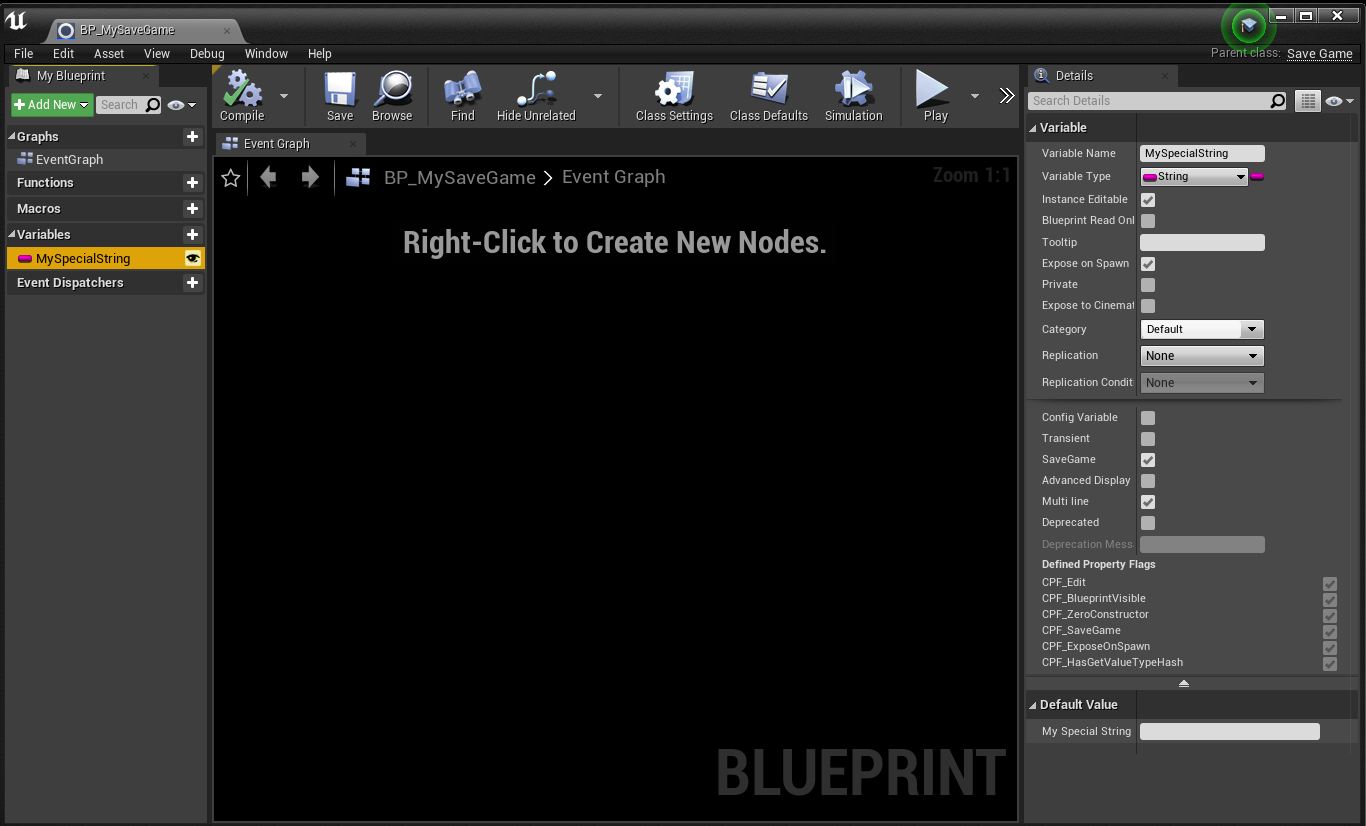 BP_MySaveGame
File Edit Asset View Debug Window Help
Parent class: Save Game
My Blueprint
Add New
Search
Graphs
EventGraph
Functions
Macros
Variables
MySpecialString
Event Dispatchers
Compile
Save
Browse
Find
Hide Unrelated
Class Settings
Class Defaults
Simulation
Play
Event Graph
BP_MySaveGame > Event Graph
Zoom 1:1
Right-Click to Create New Nodes.
BLUEPRINT
Details
Search Details
Variable
Variable Name MySpecialString
Variable Type String
Instance Editable
Blueprint Read Onl
Tooltip
Expose on Spawn
Private
Expose to Cinemat
Category Default
Replication None
Replication Condit None
Config Variable
Transient
SaveGame
Advanced Display
Multi line
Deprecated
Deprecation Mess
Defined Property Flags
CPF_Edit
CPF_BlueprintVisible
CPF_ZeroConstructor
CPF_SaveGame
CPF_ExposeOnSpawn
CPF_HasGetValueTypeHash
Default Value
My Special String